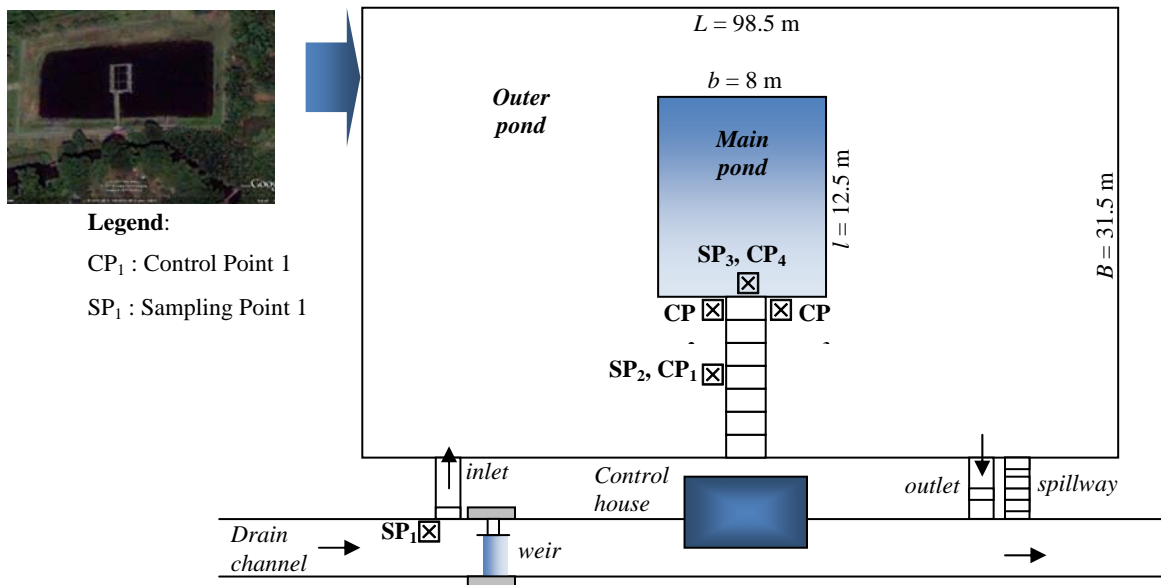 L = 98.5 m
b = 8 m
Outer
pond
Main
pond
l = 12.5 m
B = 31.5 m
Legend:
CP1 : Control Point 1
SP1 : Sampling Point 1
SP3, CP4
CP
CP
SP2, CP1
inlet
Control
house
outlet
spillway
SP1
Drain
channel
weir